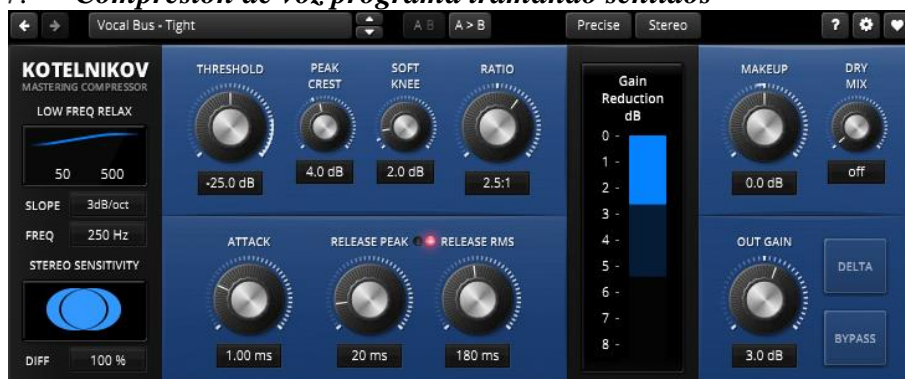 Compresión de voz programa tramando sentidos
Vocal Bus - Tight
A B
A > B
Precise
Stereo
?
KOTELNIKOV
MASTERING COMPRESSOR
LOW FREQ RELAX
50 500
SLOPE 3dB/oct
FREQ 250 Hz
STEREO SENSITIVITY
DIFF 100 %
THRESHOLD
-25.0 dB
PEAK
CREST
4.0 dB
SOFT
KNEE
2.0 dB
RATIO
2.5:1
ATTACK
1.00 ms
RELEASE PEAK
20 ms
RELEASE RMS
180 ms
Gain
Reduction
dB
0 -
1 -
2 -
3 -
4 -
5 -
6 -
7 -
8 -
MAKEUP
0.0 dB
DRY
MIX
off
OUT GAIN
3.0 dB
DELTA
BYPASS